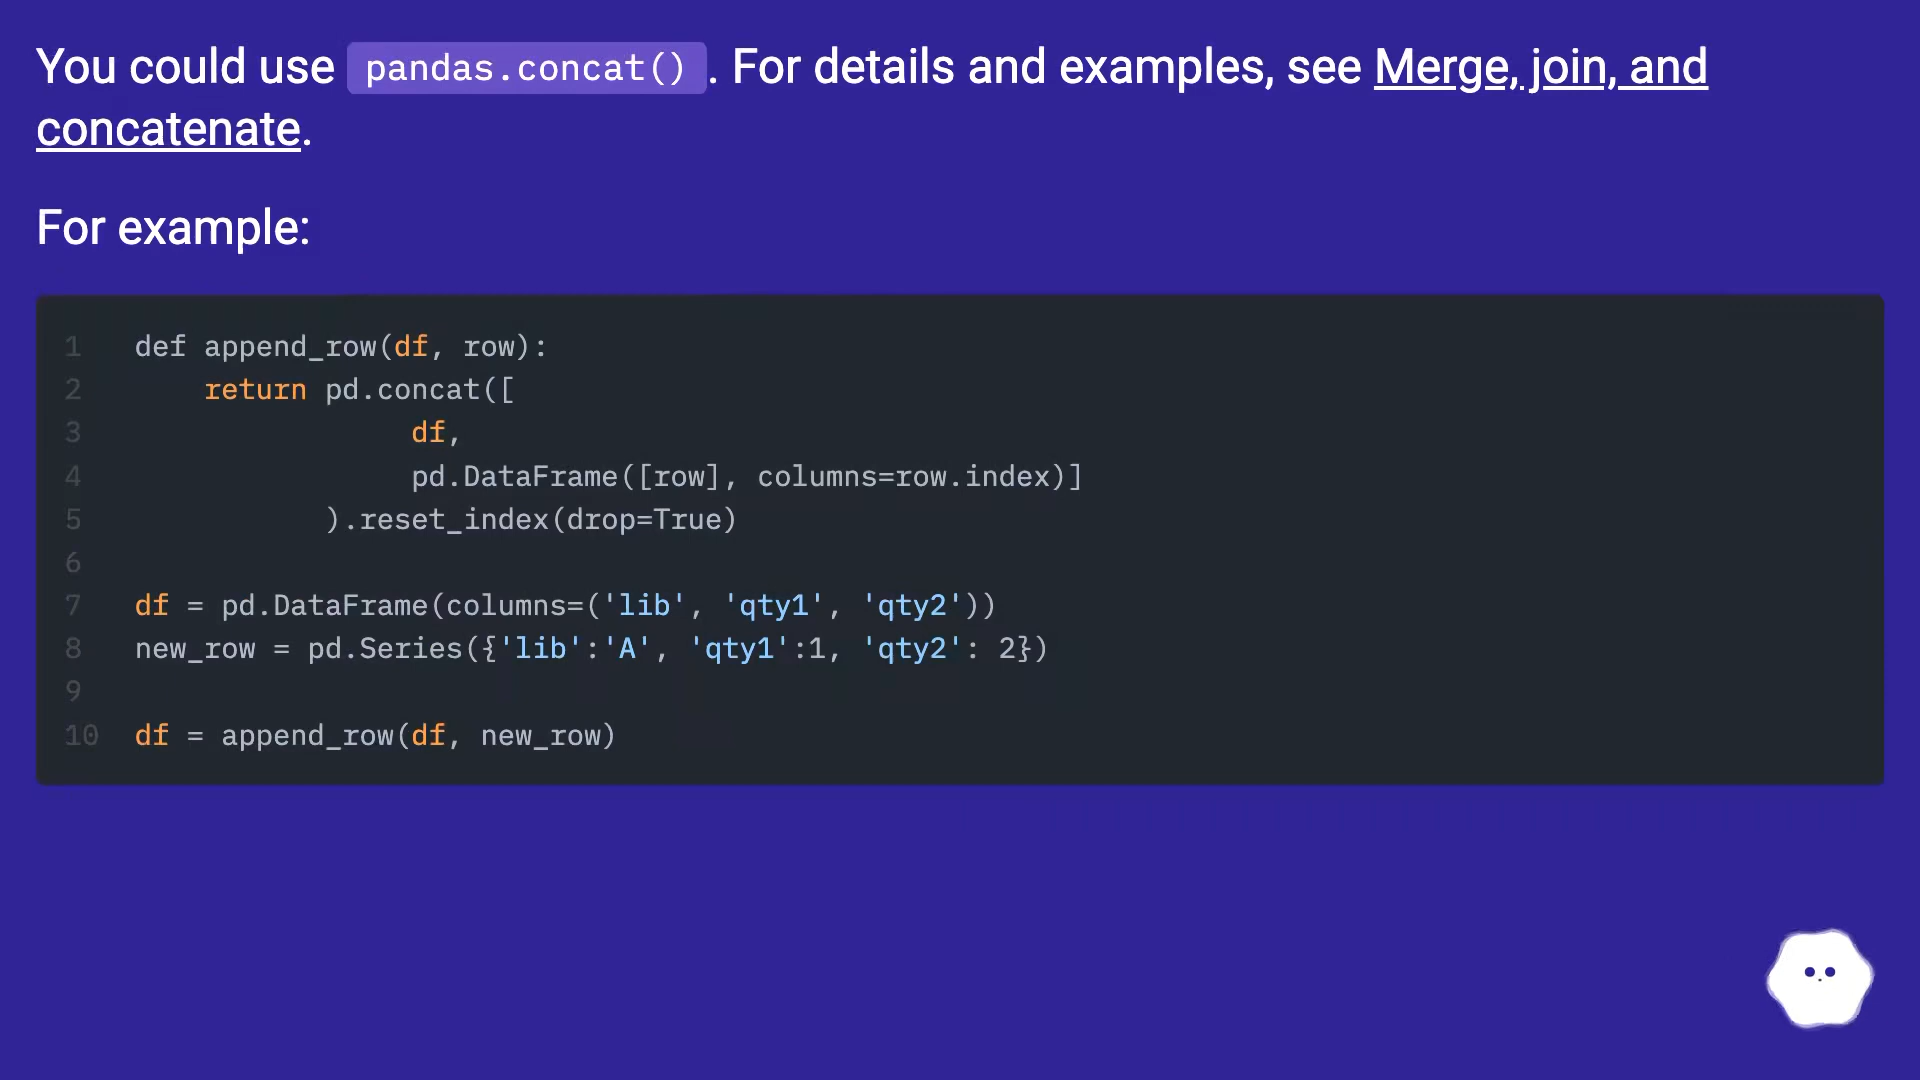 You could use pandas.concat(). For details and examples, see Merge, join, and
concatenate.
For example:
1 def append_row(df, row):
2 return pd.concat([
3 df,
4 pd.DataFrame([row], columns=row.index)]
5 ).reset_index(drop=True)
6
7 df = pd.DataFrame(columns=('lib', 'qty1', 'qty2'))
8 new_row = pd.Series({'lib':'A', 'qty1':1, 'qty2': 2})
9
10 df = append_row(df, new_row)